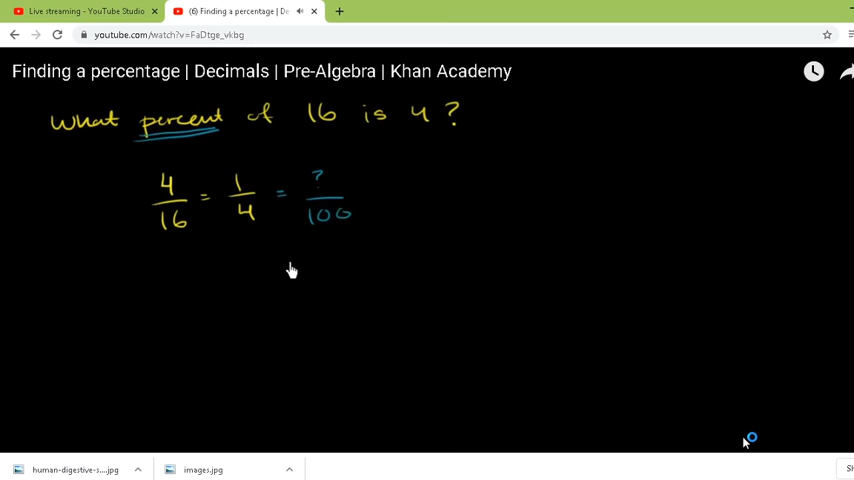 Live streaming - YouTube Studio
(6) Finding a percentage | De
youtube.com/watch?v=FaDtge_vkbg
Finding a percentage | Decimals | Pre-Algebra | Khan Academy
What percent of 16 is 4?
4/16 = 1/4 = ?/100
human-digestive-s....jpg
images.jpg